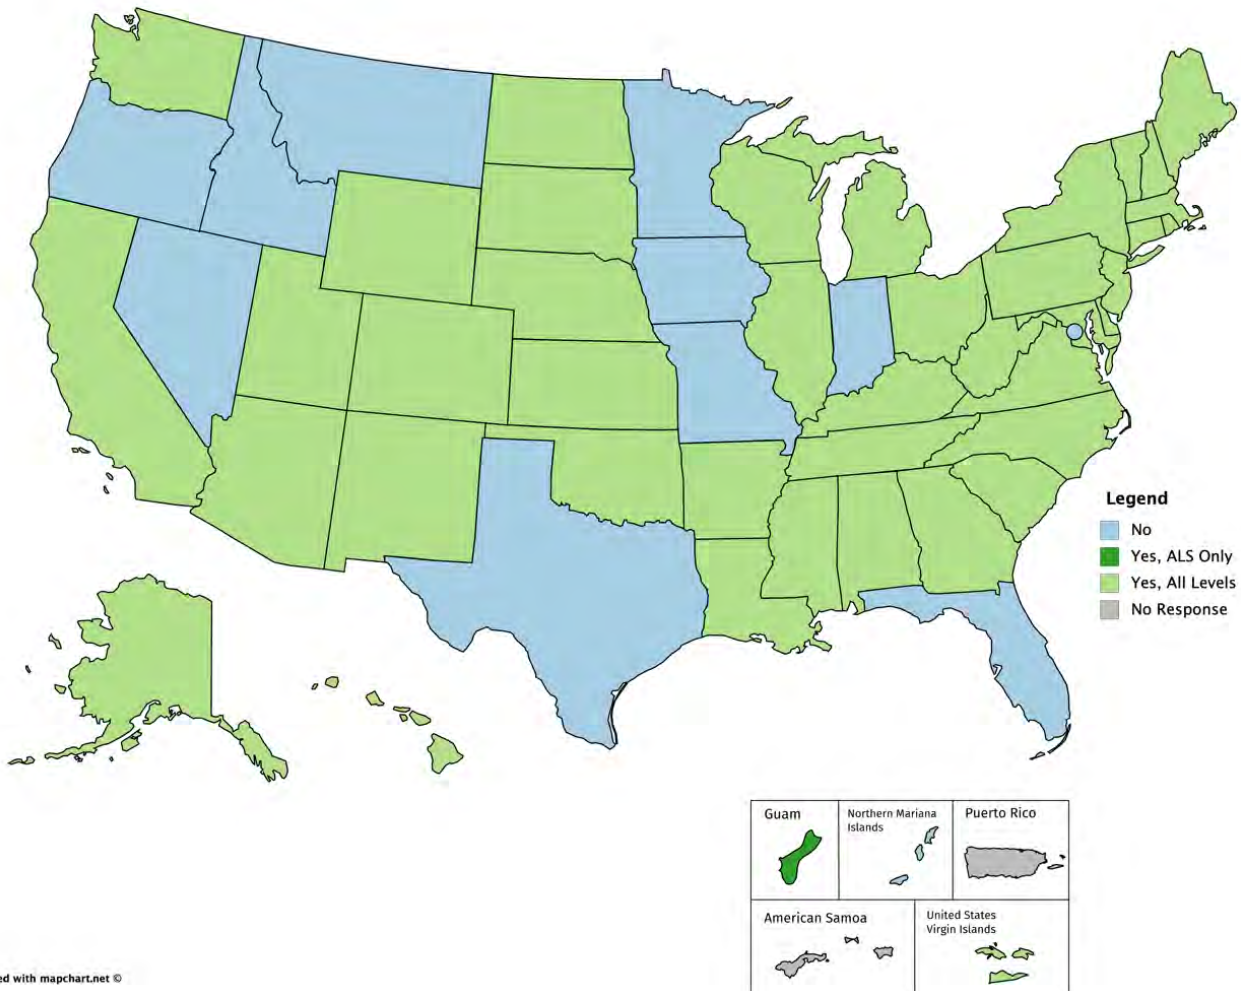 Legend
No
Yes, ALS Only
Yes, All Levels
No Response
Guam
Northern Mariana
Islands
Puerto Rico
American Samoa
United States
Virgin Islands
ed with mapchart.net ©